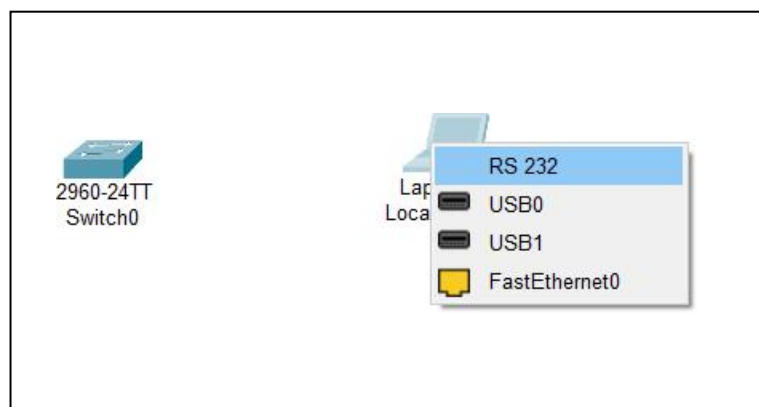 2960-24TT
Switch0
RS 232
USB0
USB1
FastEthernet0